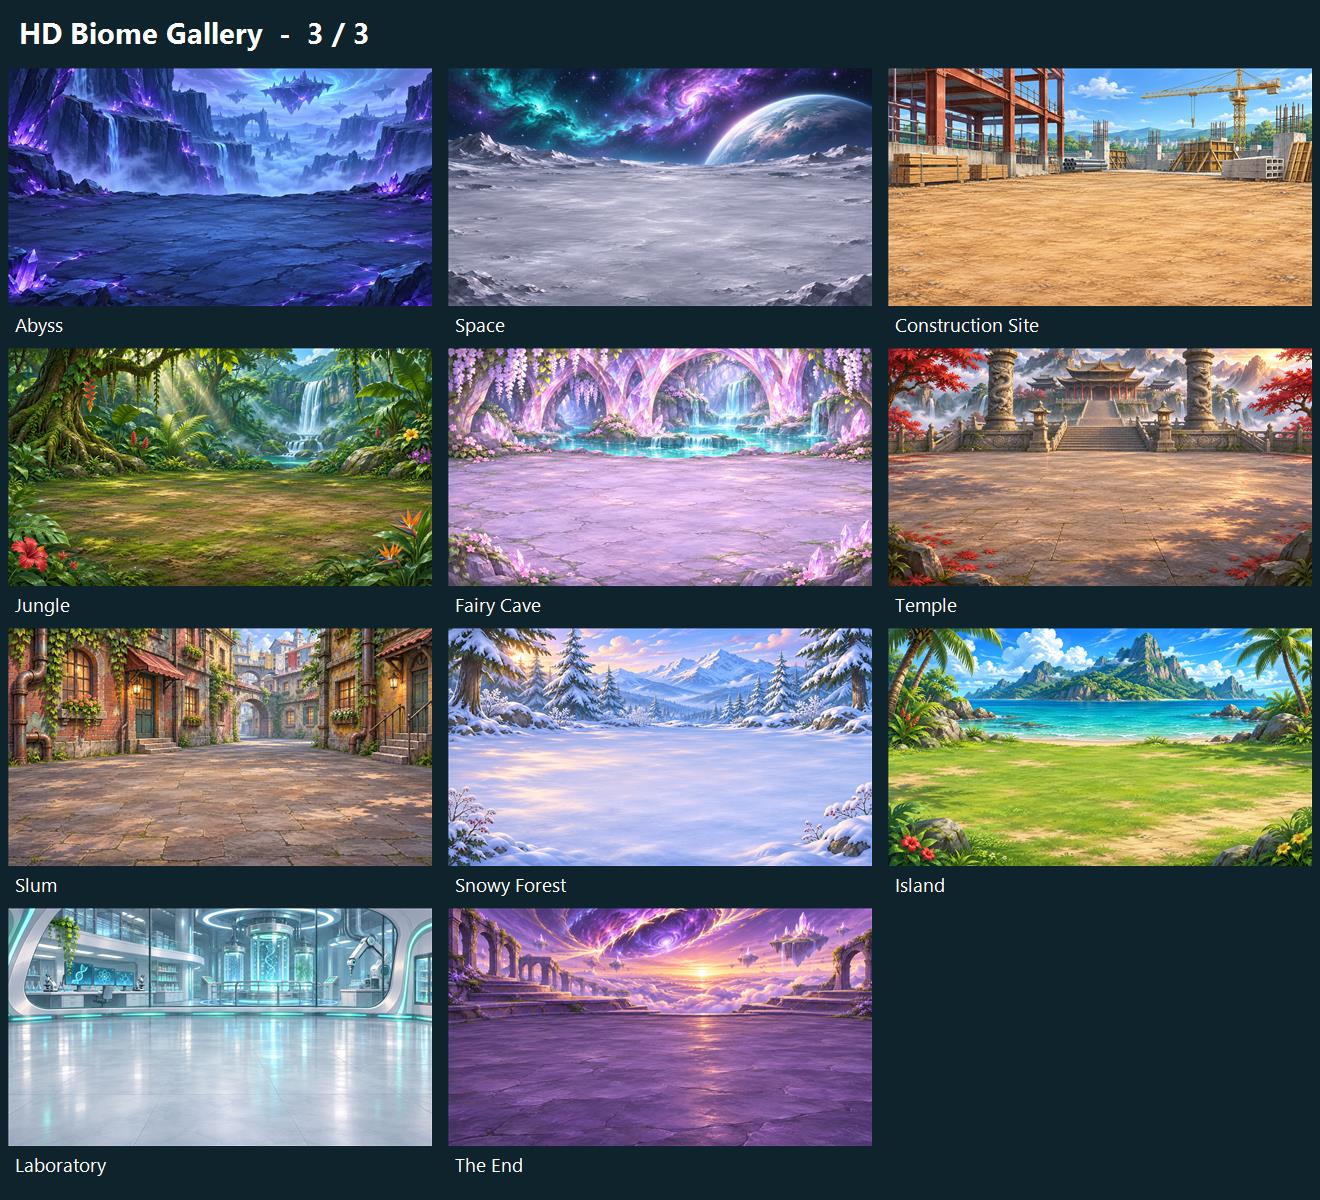 HD Biome Gallery - 3 / 3
Abyss
Space
Construction Site
Jungle
Fairy Cave
Temple
Slum
Snowy Forest
Island
Laboratory
The End